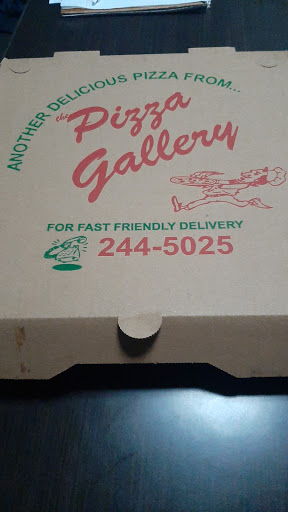 ANOTHER DELICIOUS PIZZA FROM...
the Pizza
Gallery
FOR FAST FRIENDLY DELIVERY
244-5025